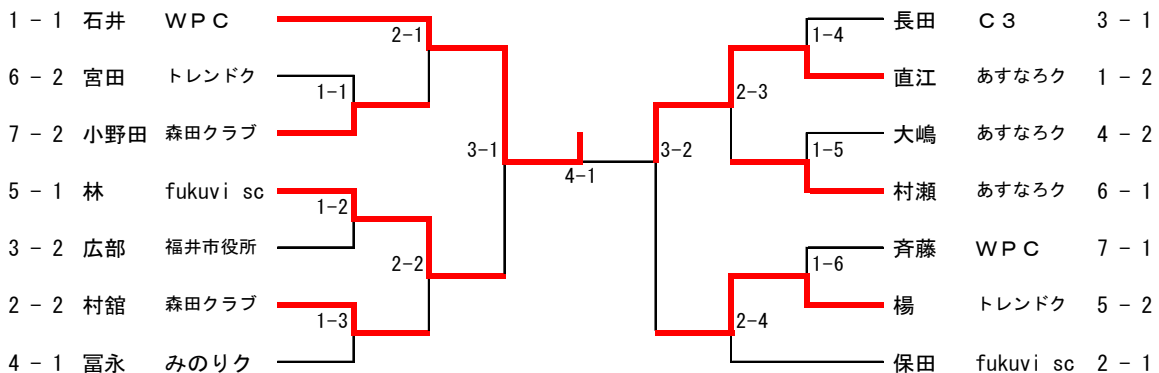 1 - 1 石井 ＷＰＣ
長田 Ｃ３ 3 - 1
2-1
1-4
6 - 2 宮田 トレンドク
直江 あすなろク 1 - 2
1-1
2-3
7 - 2 小野田 森田クラブ
大嶋 あすなろク 4 - 2
3-1
3-2
1-5
4-1
5 - 1 林 fukuvi sc
村瀬 あすなろク 6 - 1
1-2
3 - 2 広部 福井市役所
斉藤 ＷＰＣ 7 - 1
2-2
1-6
2 - 2 村舘 森田クラブ
楊 トレンドク 5 - 2
1-3
2-4
4 - 1 冨永 みのりク
保田 fukuvi sc 2 - 1